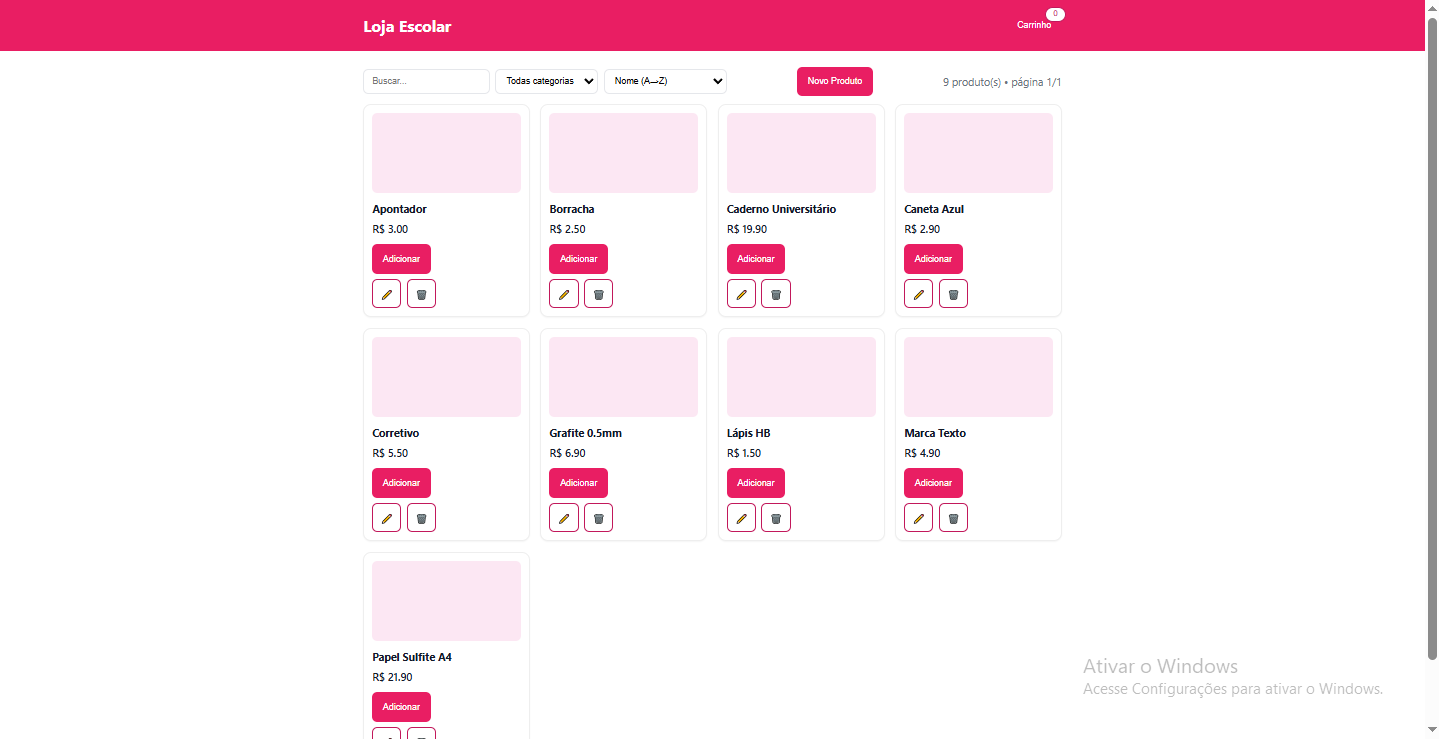 Loja Escolar
Carrinho 0
Buscar... Todas categorias Nome (A→Z) Novo Produto 9 produto(s) • página 1/1
Apontador Borracha Caderno Universitário Caneta Azul
R$ 3.00 R$ 2.50 R$ 19.90 R$ 2.90
Adicionar Adicionar Adicionar Adicionar
Corretivo Grafite 0.5mm Lápis HB Marca Texto
R$ 5.50 R$ 6.90 R$ 1.50 R$ 4.90
Adicionar Adicionar Adicionar Adicionar
Papel Sulfite A4
R$ 21.90
Adicionar
Ativar o Windows
Acesse Configurações para ativar o Windows.